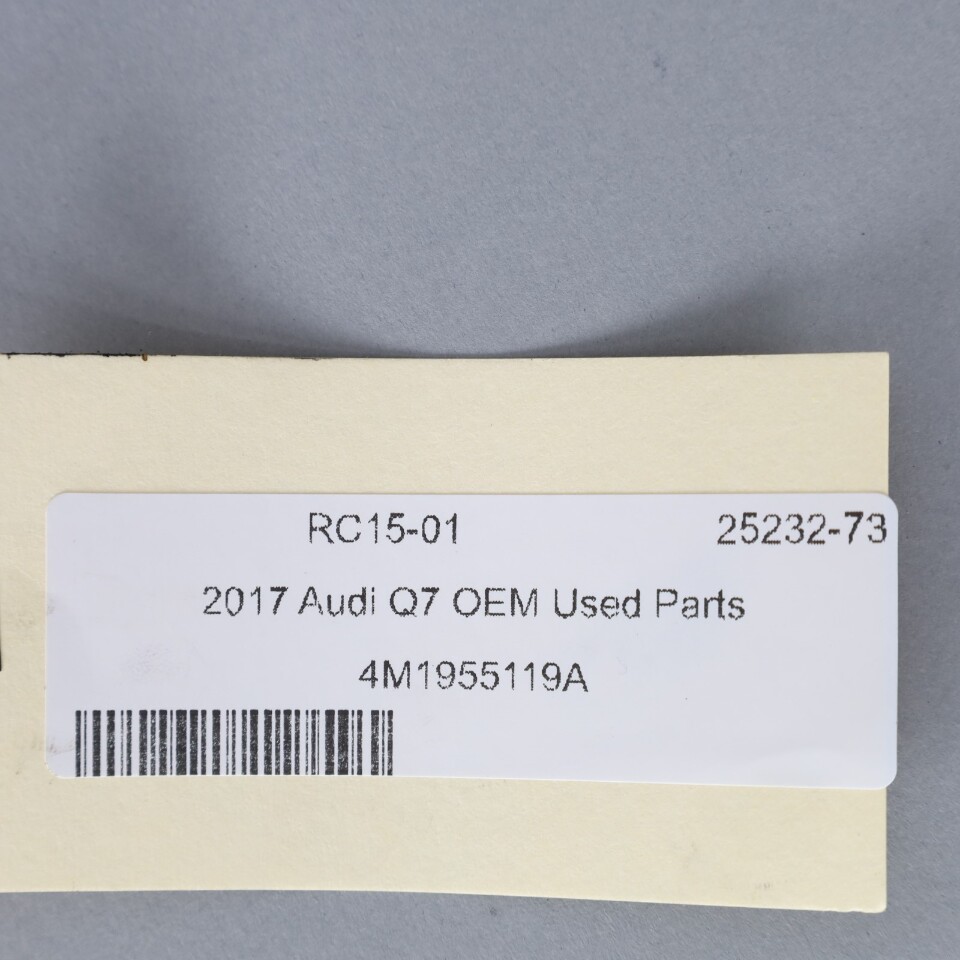 RC15-01 25232-73
2017 Audi Q7 OEM Used Parts
4M1955119A